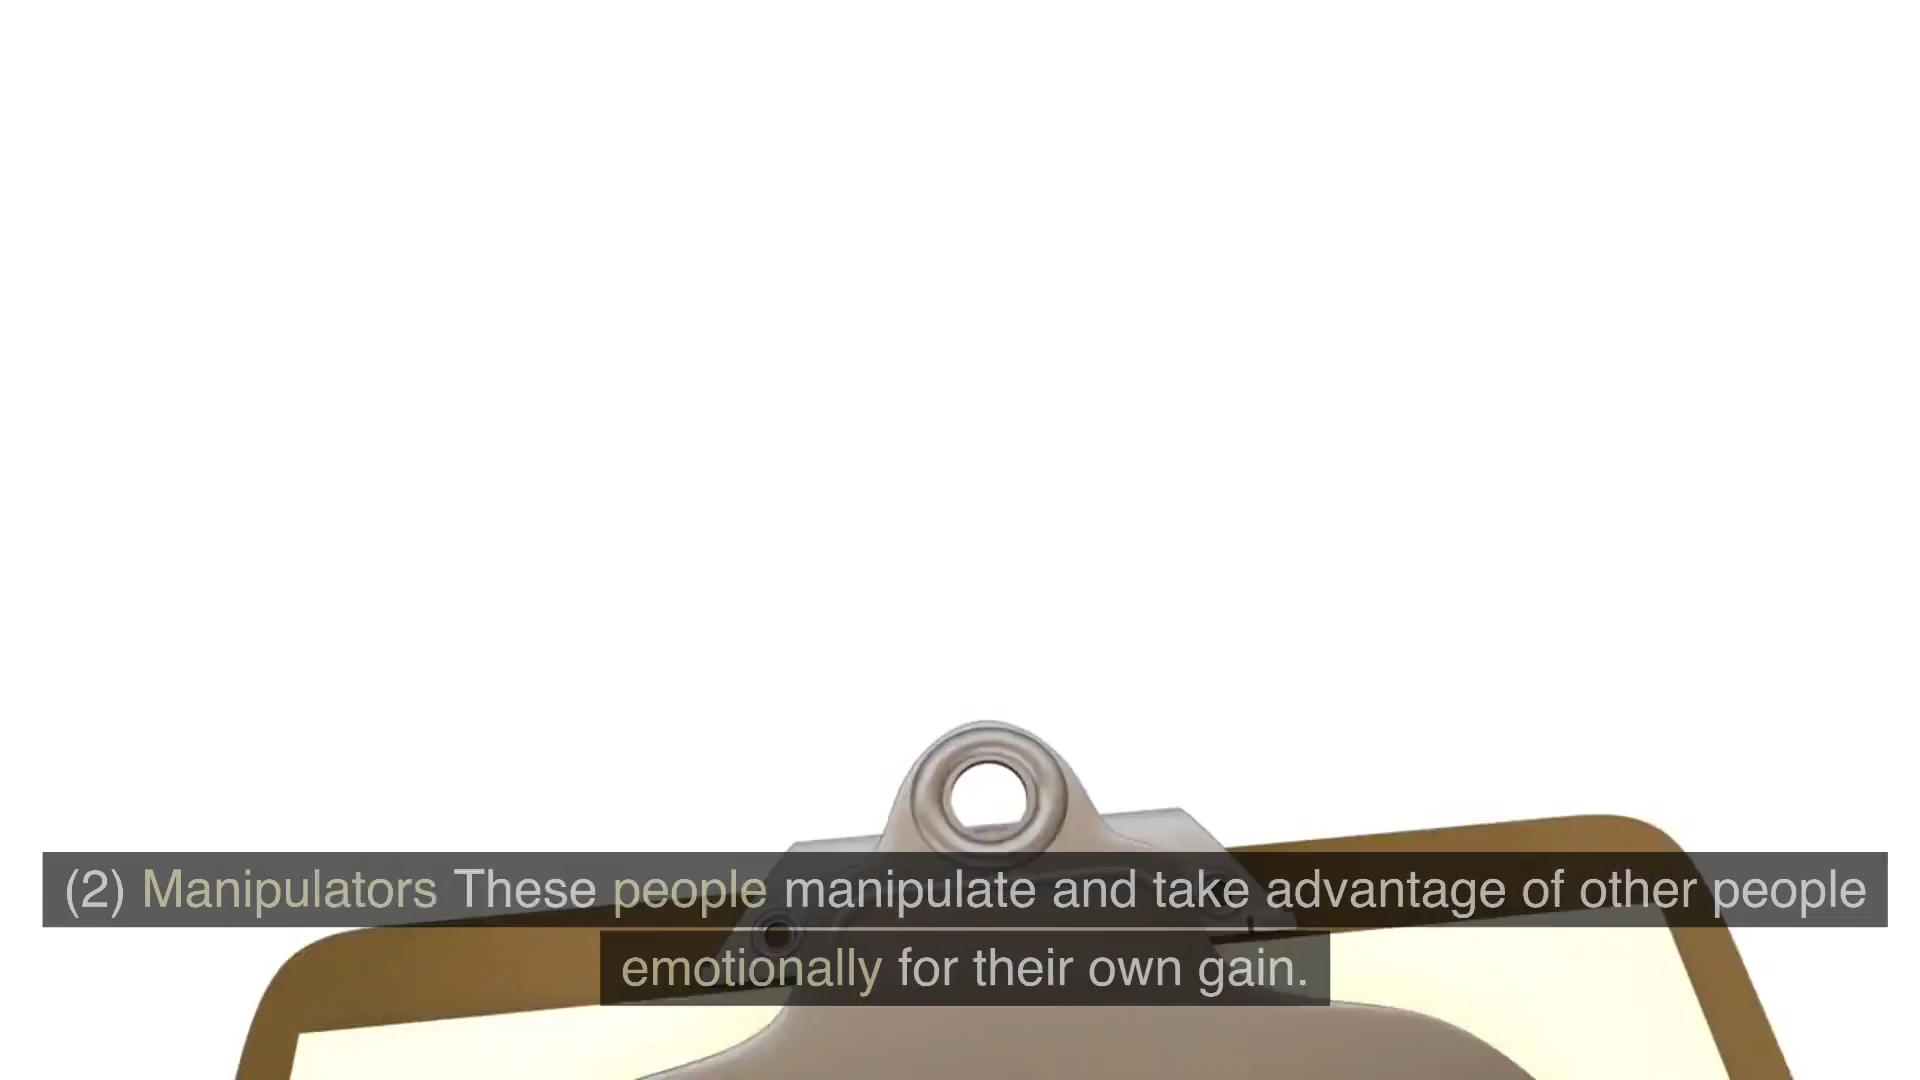 (2) Manipulators These people manipulate and take advantage of other people
emotionally for their own gain.